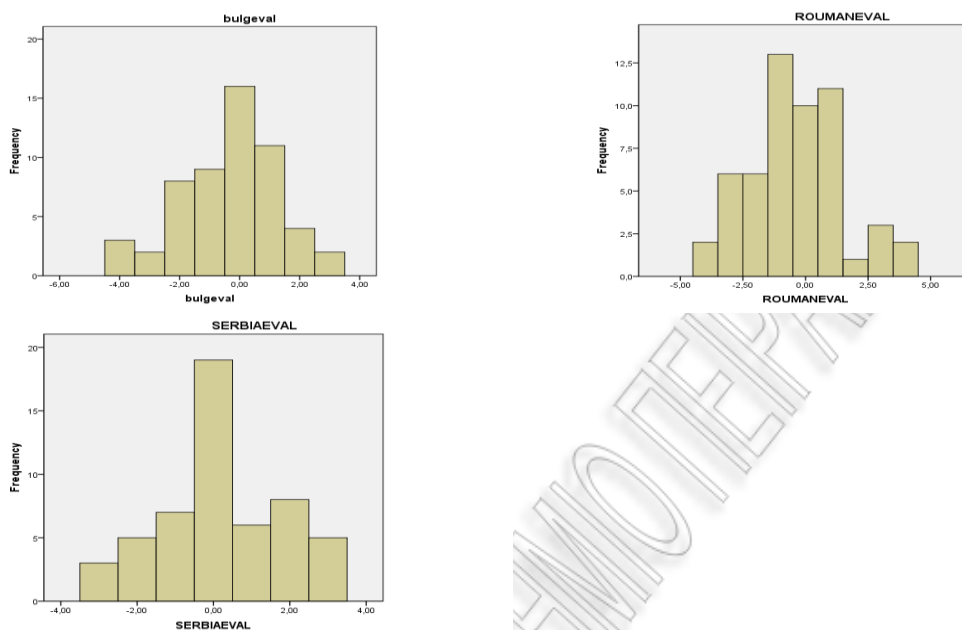 bulgeval
Frequency
20
15
10
5
0
-6,00 -4,00 -2,00 0,00 2,00 4,00
bulgeval
ROUMANEVAL
Frequency
12,5
10,0
7,5
5,0
2,5
0,0
-5,00 -2,50 0,00 2,50 5,00
ROUMANEVAL
SERBIAEVAL
Frequency
20
15
10
5
0
-4,00 -2,00 0,00 2,00 4,00
SERBIAEVAL